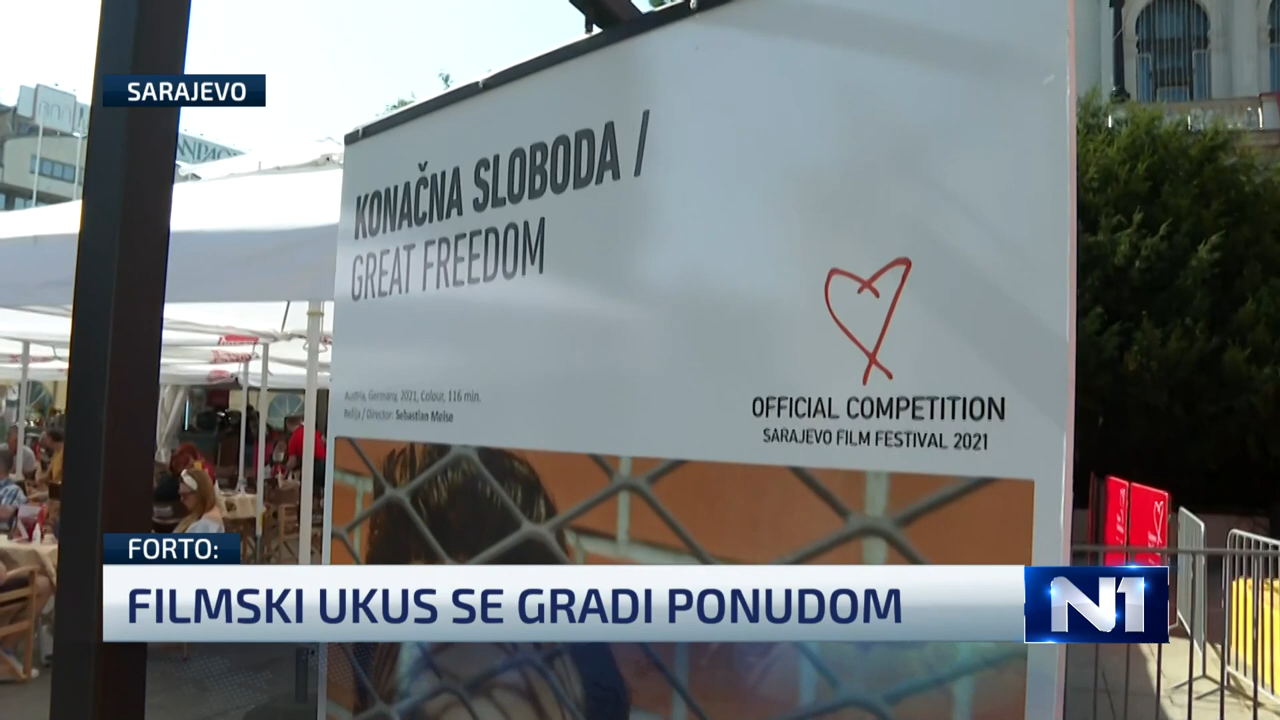 SARAJEVO
KONAČNA SLOBODA /
GREAT FREEDOM
Austria, Germany, 2021, Colour, 116 min.
Režija / Director: Sebastian Meise
OFFICIAL COMPETITION
SARAJEVO FILM FESTIVAL 2021
FORTO:
FILMSKI UKUS SE GRADI PONUDOM
N1